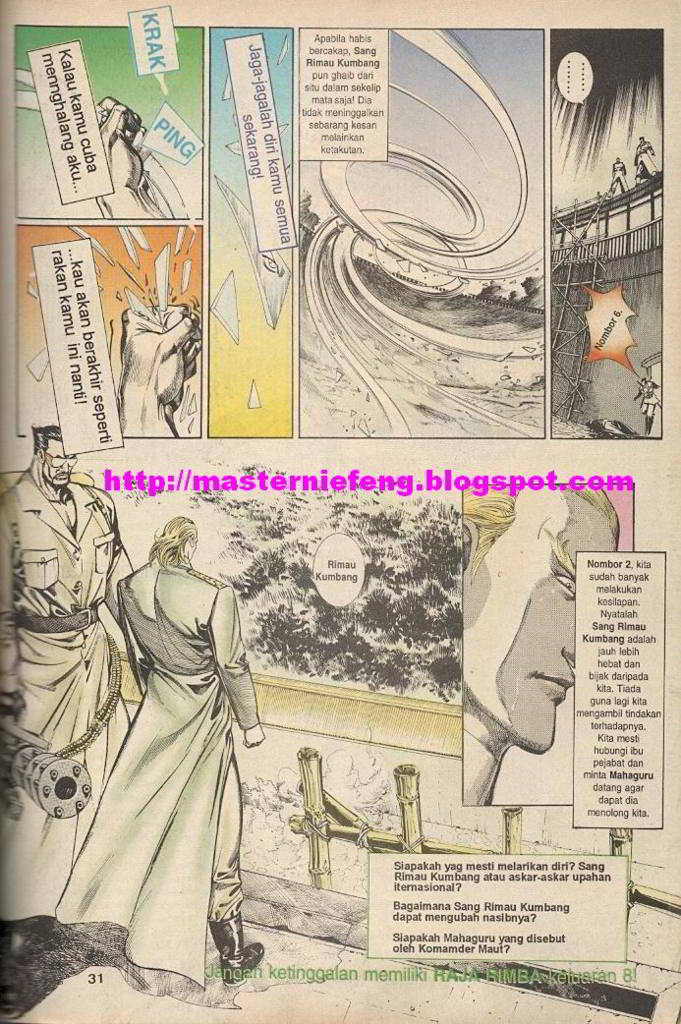 KRAK
Kalau kamu cuba
mennghalang aku...
PING
...kau akan berakhir seperti
rakan kamu ini nanti!
Jaga-jagalah diri kamu semua
sekarang!
Apabila habis
bercakap, Sang
Rimau Kumbang
pun ghaib dari
situ dalam sekelip
mata saja! Dia
tidak meninggalkan
sebarang kesan
melainkan
ketakutan.
Nombor 6.
http://masterniefeng.blogspot.com/
Rimau
Kumbang
Nombor 2, kita
sudah banyak
melakukan
kesilapan.
Nyatalah
Sang Rimau
Kumbang adalah
jauh lebih
hebat dan
bijak daripada
kita. Tiada
guna lagi kita
mengambil tindakan
terhadapnya.
Kita mesti
hubungi ibu
pejabat dan
minta Mahaguru
datang agar
dapat dia
menolong kita.
Siapakah yag mesti melarikan diri? Sang
Rimau Kumbang atau askar-askar upahan
iternasional?
Bagaimana Sang Rimau Kumbang
dapat mengubah nasibnya?
Siapakah Mahaguru yang disebut
oleh Komamder Maut?
Jangan ketinggalan memiliki RAJA RIMBA keluaran 8!
31